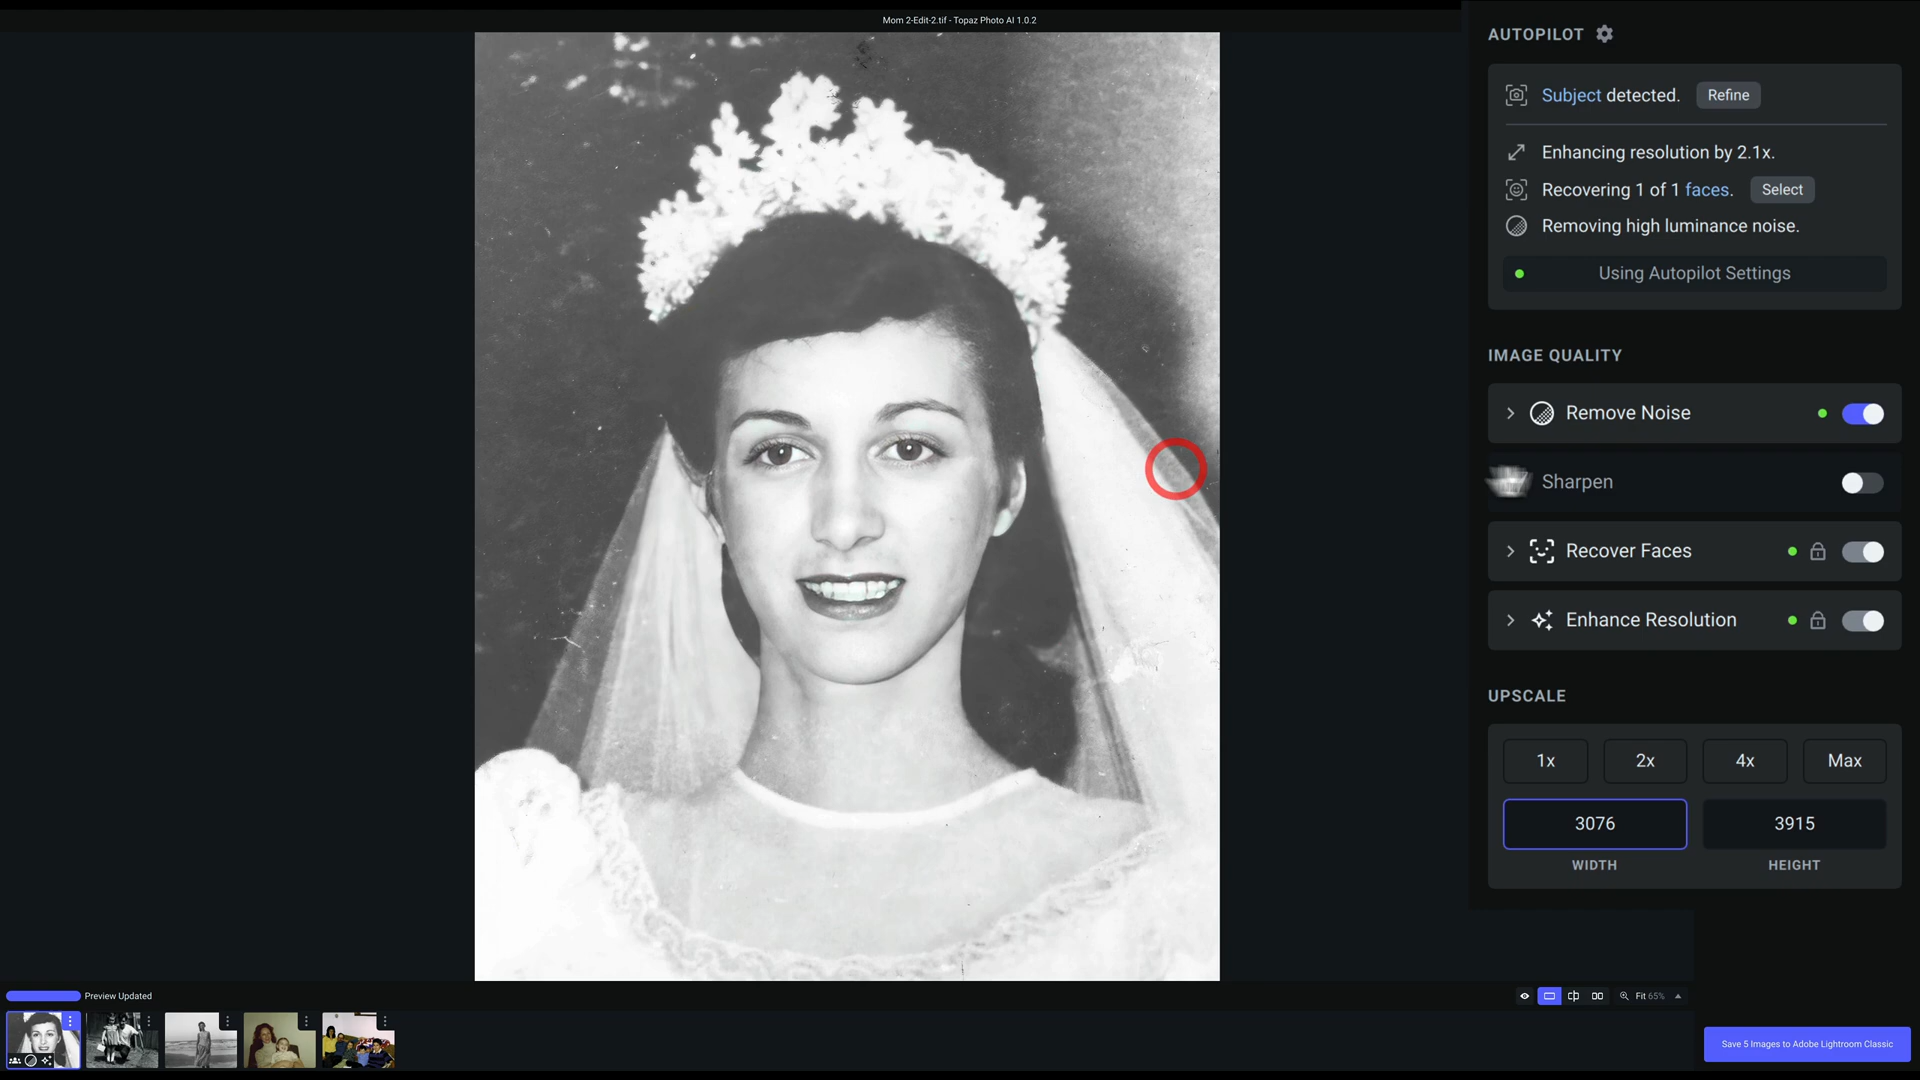 Mom 2-Edit-2.tif - Topaz Photo AI 1.0.2
AUTOPILOT
Subject detected. Refine
Enhancing resolution by 2.1x.
Recovering 1 of 1 faces. Select
Removing high luminance noise.
Using Autopilot Settings
IMAGE QUALITY
Remove Noise
Sharpen
Recover Faces
Enhance Resolution
UPSCALE
1x 2x 4x Max
3076 3915
WIDTH HEIGHT
Preview Updated
Fit 65%
Save 5 Images to Adobe Lightroom Classic